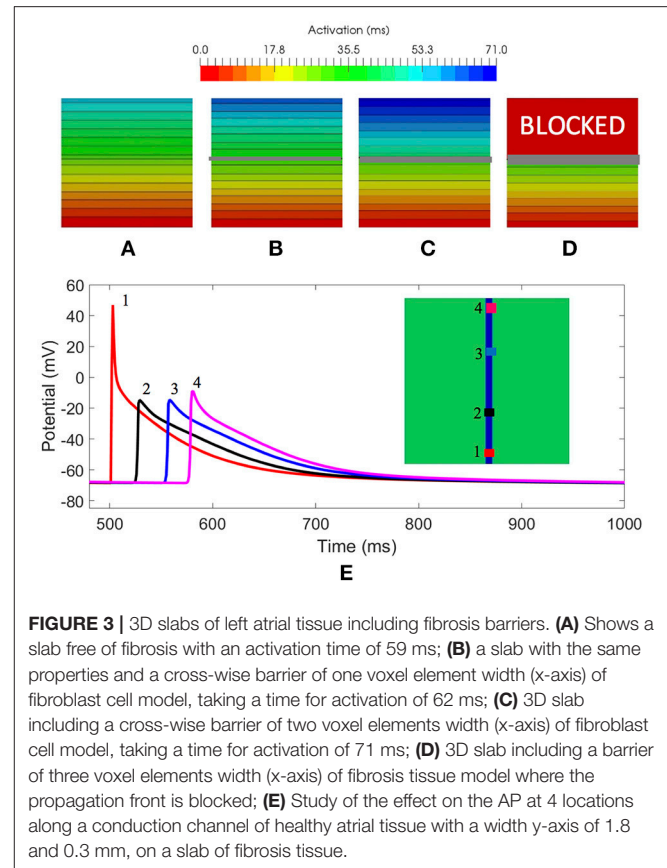 Activation (ms)
0.0 17.8 35.5 53.3 71.0
BLOCKED
A B C D
60
40
20
0
-20
-40
-60
-80
Potential (mV)
1
2 3 4
4
3
2
1
500 600 700 800 900 1000
Time (ms)
E
FIGURE 3 | 3D slabs of left atrial tissue including fibrosis barriers. (A) Shows a
slab free of fibrosis with an activation time of 59 ms; (B) a slab with the same
properties and a cross-wise barrier of one voxel element width (x-axis) of
fibroblast cell model, taking a time for activation of 62 ms; (C) 3D slab
including a cross-wise barrier of two voxel elements width (x-axis) of fibroblast
cell model, taking a time for activation of 71 ms; (D) 3D slab including a barrier
of three voxel elements width (x-axis) of fibrosis tissue model where the
propagation front is blocked; (E) Study of the effect on the AP at 4 locations
along a conduction channel of healthy atrial tissue with a width y-axis of 1.8
and 0.3 mm, on a slab of fibrosis tissue.